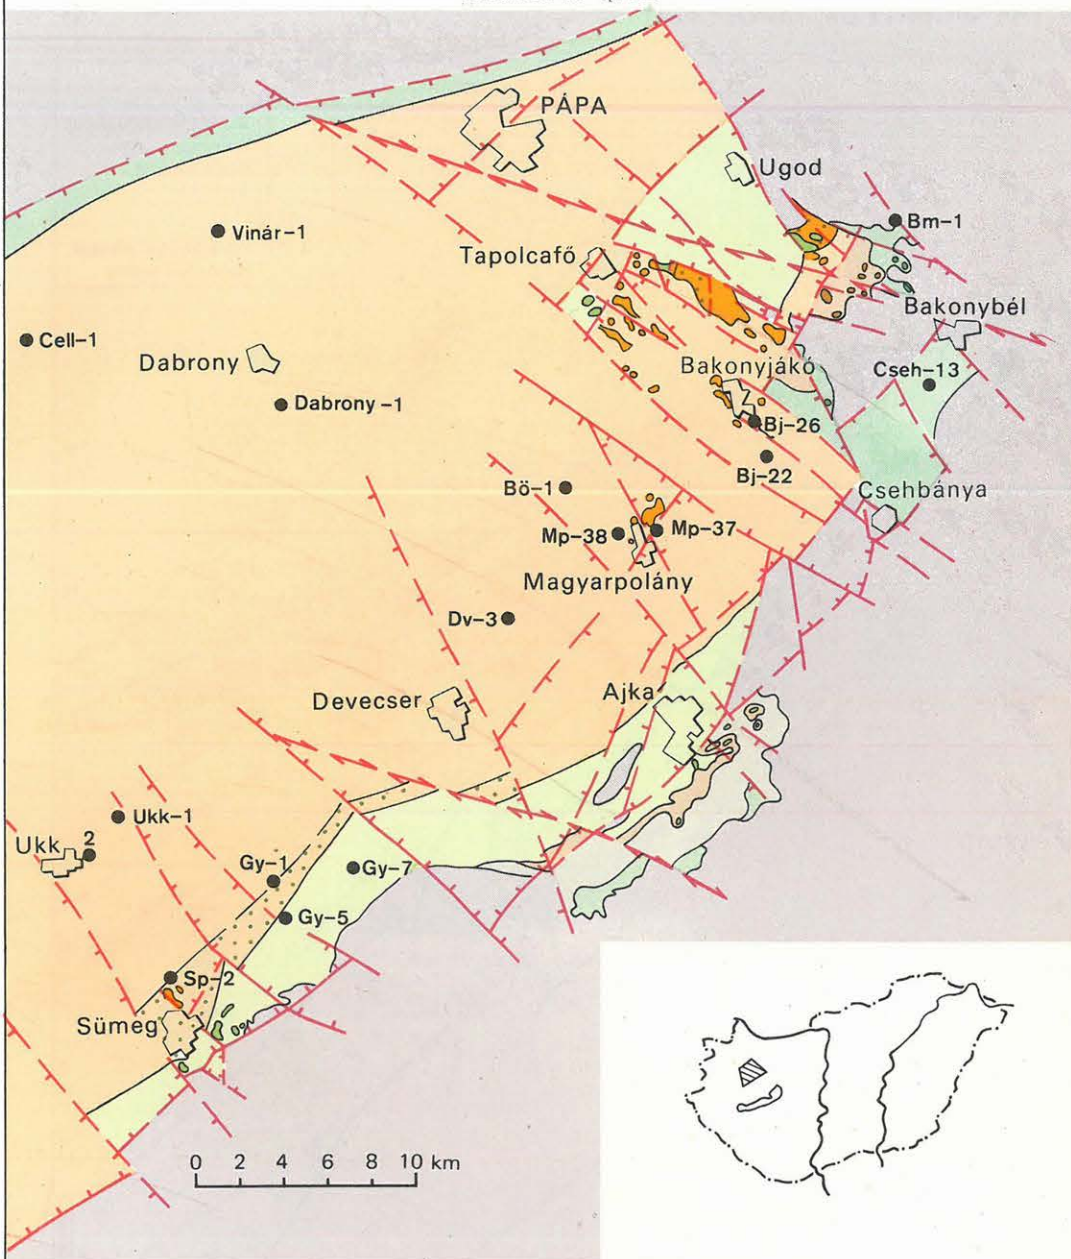 PÁPA
Ugod
Bm-1
Vinár-1
Tapolcafő
Bakonybél
Cell-1
Dabrony
Bakonyjákó
Cseh-13
Dabrony-1
Bj-26
Bj-22
Bö-1
Csehbánya
Mp-38
Mp-37
Magyarpolány
Dv-3
Devecser
Ajka
Ukk-1
Ukk
2
Gy-1
Gy-7
Gy-5
Sp-2
Sümeg
0 2 4 6 8 10 km